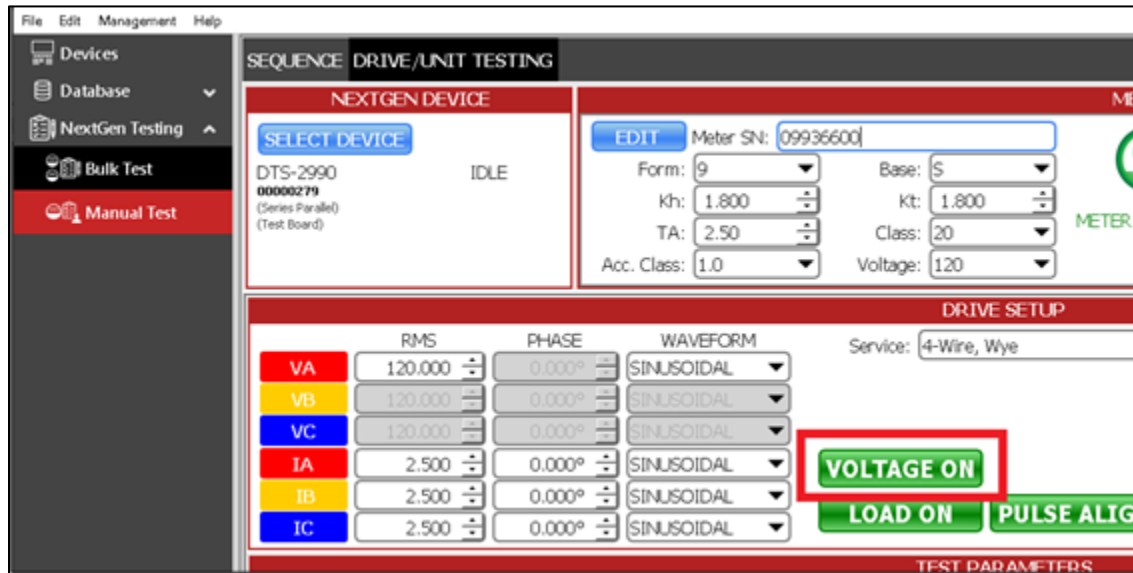 File Edit Management Help
Devices
Database
NextGen Testing
Bulk Test
Manual Test
SEQUENCE DRIVE/UNIT TESTING
NEXTGEN DEVICE
SELECT DEVICE
DTS-2990 IDLE
00000279
(Series Parallel)
(Test Board)
EDIT Meter SN: 09936600
Form: 9 Base: S
Kh: 1.800 Kt: 1.800
TA: 2.50 Class: 20
Acc. Class: 1.0 Voltage: 120
METER
DRIVE SETUP
RMS PHASE WAVEFORM
Service: 4-Wire, Wye
VA 120.000 0.000° SINUSOIDAL
VB 120.000 0.000° SINUSOIDAL
VC 120.000 0.000° SINUSOIDAL
IA 2.500 0.000° SINUSOIDAL
IB 2.500 0.000° SINUSOIDAL
IC 2.500 0.000° SINUSOIDAL
VOLTAGE ON
LOAD ON PULSE ALIG
TEST PARAMETERS